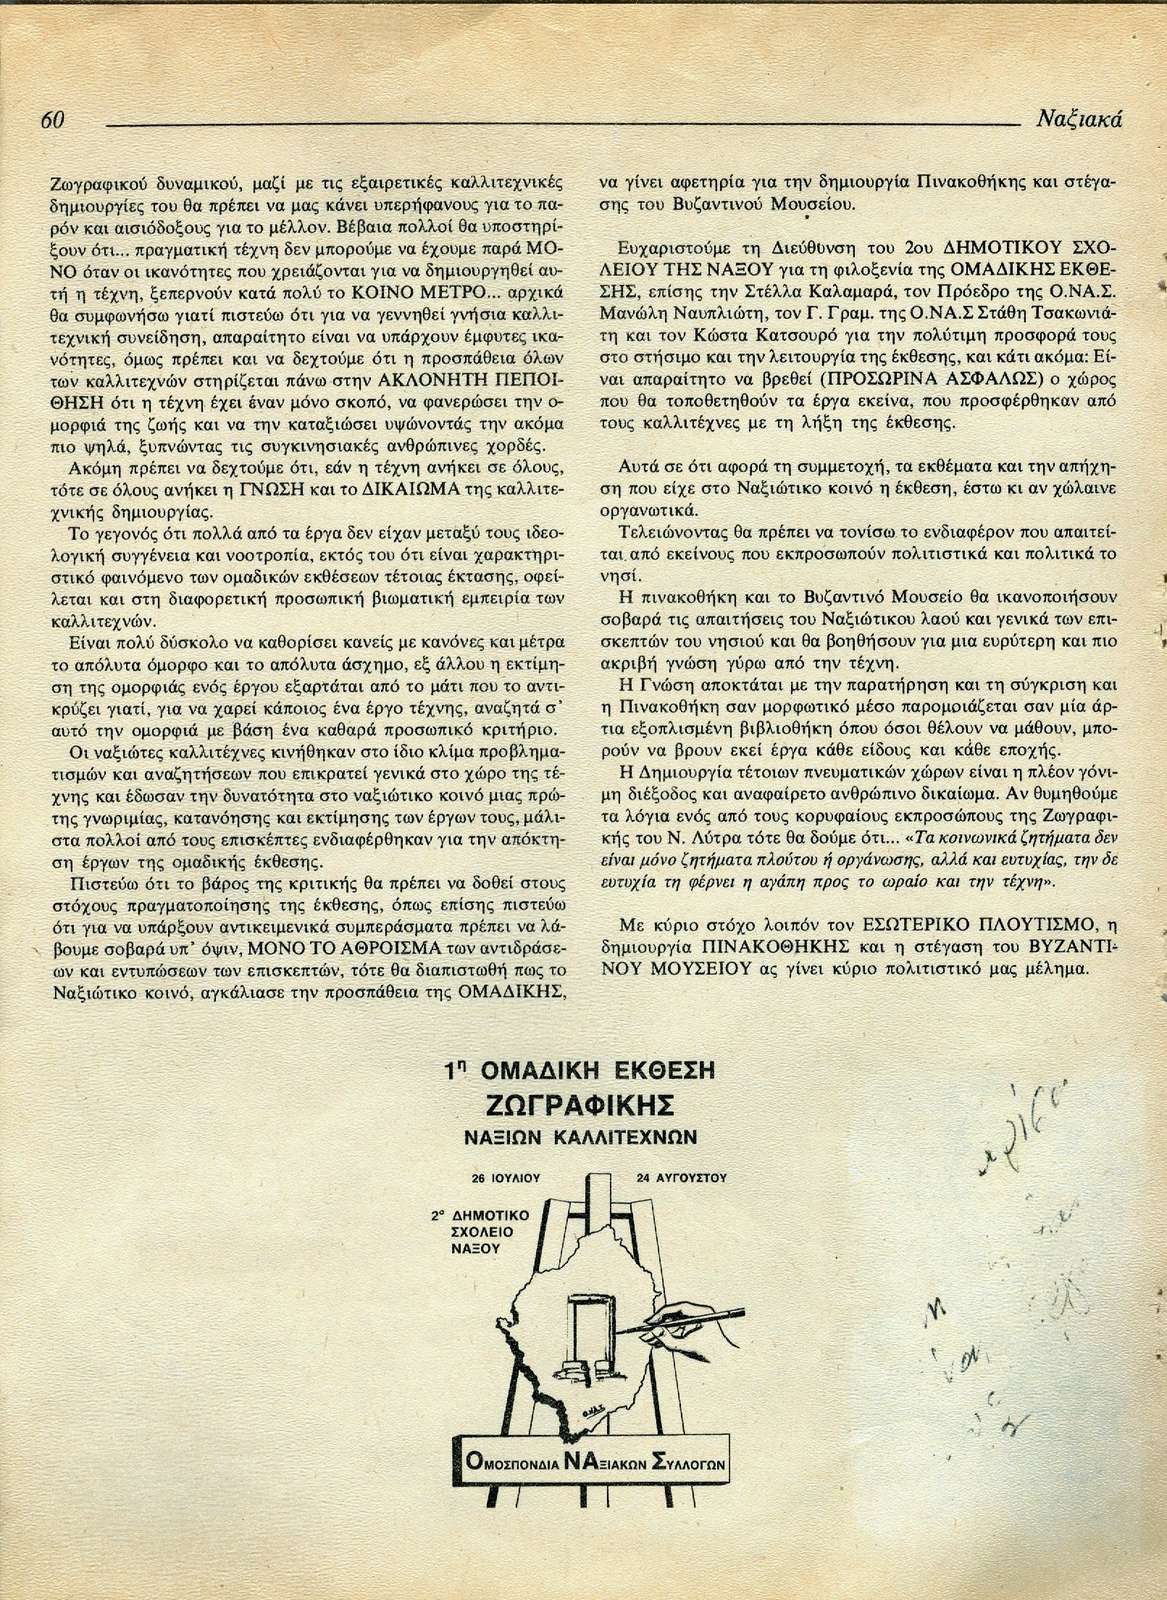 60
Ναξιακά
Ζωγραφικού δυναμικού, μαζί με τις εξαιρετικές καλλιτεχνικές
δημιουργίες του θα πρέπει να μας κάνει υπερήφανους για το πα-
ρόν και αισιόδοξους για το μέλλον. Βέβαια πολλοί θα υποστηρί-
ξουν ότι... πραγματική τέχνη δεν μπορούμε να έχουμε παρά ΜΟ-
ΝΟ όταν οι ικανότητες που χρειάζονται για να δημιουργηθεί αυ-
τή η τέχνη, ξεπερνούν κατά πολύ το ΚΟΙΝΟ ΜΕΤΡΟ... αρχικά
θα συμφωνήσω γιατί πιστεύω ότι για να γεννηθεί γνήσια καλλι-
τεχνική συνείδηση, απαραίτητο είναι να υπάρχουν έμφυτες ικα-
νότητες, όμως πρέπει και να δεχτούμε ότι η προσπάθεια όλων
των καλλιτεχνών στηρίζεται πάνω στην ΑΚΛΟΝΗΤΗ ΠΕΠΟΙ-
ΘΗΣΗ ότι η τέχνη έχει έναν μόνο σκοπό, να φανερώσει την ο-
μορφιά της ζωής και να την καταξιώσει υψώνοντάς την ακόμα
πιο ψηλά, ξυπνώντας τις συγκινησιακές ανθρώπινες χορδές.
Ακόμη πρέπει να δεχτούμε ότι, εάν η τέχνη ανήκει σε όλους,
τότε σε όλους ανήκει η ΓΝΩΣΗ και το ΔΙΚΑΙΩΜΑ της καλλιτε-
χνικής δημιουργίας.
Το γεγονός ότι πολλά από τα έργα δεν είχαν μεταξύ τους ιδεο-
λογική συγγένεια και νοοτροπία, εκτός του ότι είναι χαρακτηρι-
στικό φαινόμενο των ομαδικών εκθέσεων τέτοιας έκτασης, οφεί-
λεται και στη διαφορετική προσωπική βιωματική εμπειρία των
καλλιτεχνών.
Είναι πολύ δύσκολο να καθορίσει κανείς με κανόνες και μέτρα
το απόλυτα όμορφο και το απόλυτα άσχημο, εξ άλλου η εκτίμη-
ση της ομορφιάς ενός έργου εξαρτάται από το μάτι που το αντι-
κρύζει γιατί, για να χαρεί κάποιος ένα έργο τέχνης, αναζητά σ'
αυτό την ομορφιά με βάση ένα καθαρά προσωπικό κριτήριο.
Οι ναξιώτες καλλιτέχνες κινήθηκαν στο ίδιο κλίμα προβλημα-
τισμών και αναζητήσεων που επικρατεί γενικά στο χώρο της τέ-
χνης και έδωσαν την δυνατότητα στο ναξιώτικο κοινό μιας πρώ-
της γνωριμίας, κατανόησης και εκτίμησης των έργων τους, μάλι-
στα πολλοί από τους επισκέπτες ενδιαφέρθηκαν για την απόκτη-
ση έργων της ομαδικής έκθεσης.
Πιστεύω ότι το βάρος της κριτικής θα πρέπει να δοθεί στους
στόχους πραγματοποίησης της έκθεσης, όπως επίσης πιστεύω
ότι για να υπάρξουν αντικειμενικά συμπεράσματα πρέπει να λά-
βουμε σοβαρά υπ' όψιν, ΜΟΝΟ ΤΟ ΑΘΡΟΙΣΜΑ των αντιδράσε-
ων και εντυπώσεων των επισκεπτών, τότε θα διαπιστωθή πως το
Ναξιώτικο κοινό, αγκάλιασε την προσπάθεια της ΟΜΑΔΙΚΗΣ,
να γίνει αφετηρία για την δημιουργία Πινακοθήκης και στέγα-
σης του Βυζαντινού Μουσείου.
Ευχαριστούμε τη Διεύθυνση του 2ου ΔΗΜΟΤΙΚΟΥ ΣΧΟ-
ΛΕΙΟΥ ΤΗΣ ΝΑΞΟΥ για τη φιλοξενία της ΟΜΑΔΙΚΗΣ ΕΚΘΕ-
ΣΗΣ, επίσης την Στέλλα Καλαμαρά, τον Πρόεδρο της Ο.ΝΑ.Σ.
Μανώλη Ναυπλιώτη, τον Γ. Γραμ. της Ο.ΝΑ.Σ Στάθη Τσακωνιά-
τη και τον Κώστα Κατσουρό για την πολύτιμη προσφορά τους
στο στήσιμο και την λειτουργία της έκθεσης, και κάτι ακόμα: Εί-
ναι απαραίτητο να βρεθεί (ΠΡΟΣΩΡΙΝΑ ΑΣΦΑΛΩΣ) ο χώρος
που θα τοποθετηθούν τα έργα εκείνα, που προσφέρθηκαν από
τους καλλιτέχνες με τη λήξη της έκθεσης.
Αυτά σε ότι αφορά τη συμμετοχή, τα εκθέματα και την απήχη-
ση που είχε στο Ναξιώτικο κοινό η έκθεση, έστω κι αν χώλαινε
οργανωτικά.
Τελειώνοντας θα πρέπει να τονίσω το ενδιαφέρον που απαιτεί-
ται από εκείνους που εκπροσωπούν πολιτιστικά και πολιτικά το
νησί.
Η πινακοθήκη και το Βυζαντινό Μουσείο θα ικανοποιήσουν
σοβαρά τις απαιτήσεις του Ναξιώτικου λαού και γενικά των επι-
σκεπτών του νησιού και θα βοηθήσουν για μια ευρύτερη και πιο
ακριβή γνώση γύρω από την τέχνη.
Η Γνώση αποκτάται με την παρατήρηση και τη σύγκριση και
η Πινακοθήκη σαν μορφωτικό μέσο παρομοιάζεται σαν μία άρ-
τια εξοπλισμένη βιβλιοθήκη όπου όσοι θέλουν να μάθουν, μπο-
ρούν να βρουν εκεί έργα κάθε είδους και κάθε εποχής.
Η Δημιουργία τέτοιων πνευματικών χώρων είναι η πλέον γόνι-
μη διέξοδος και αναφαίρετο ανθρώπινο δικαίωμα. Αν θυμηθούμε
τα λόγια ενός από τους κορυφαίους εκπροσώπους της Ζωγραφι-
κής του Ν. Λύτρα τότε θα δούμε ότι... «Τα κοινωνικά ζητήματα δεν
είναι μόνο ζητήματα πλούτου ή οργάνωσης, αλλά και ευτυχίας, την δε
ευτυχία τη φέρνει η αγάπη προς το ωραίο και την τέχνη».
Με κύριο στόχο λοιπόν τον ΕΣΩΤΕΡΙΚΟ ΠΛΟΥΤΙΣΜΟ, η
δημιουργία ΠΙΝΑΚΟΘΗΚΗΣ και η στέγαση του ΒΥΖΑΝΤΙ-
ΝΟΥ ΜΟΥΣΕΙΟΥ ας γίνει κύριο πολιτιστικό μας μέλημα.
1η ΟΜΑΔΙΚΗ ΕΚΘΕΣΗ
ΖΩΓΡΑΦΙΚΗΣ
ΝΑΞΙΩΝ ΚΑΛΛΙΤΕΧΝΩΝ
26 ΙΟΥΛΙΟΥ
24 ΑΥΓΟΥΣΤΟΥ
2ο ΔΗΜΟΤΙΚΟ
ΣΧΟΛΕΙΟ
ΝΑΞΟΥ
Ο.ΝΑ.Σ
ΟΜΟΣΠΟΝΔΙΑ ΝΑΞΙΑΚΩΝ ΣΥΛΛΟΓΩΝ